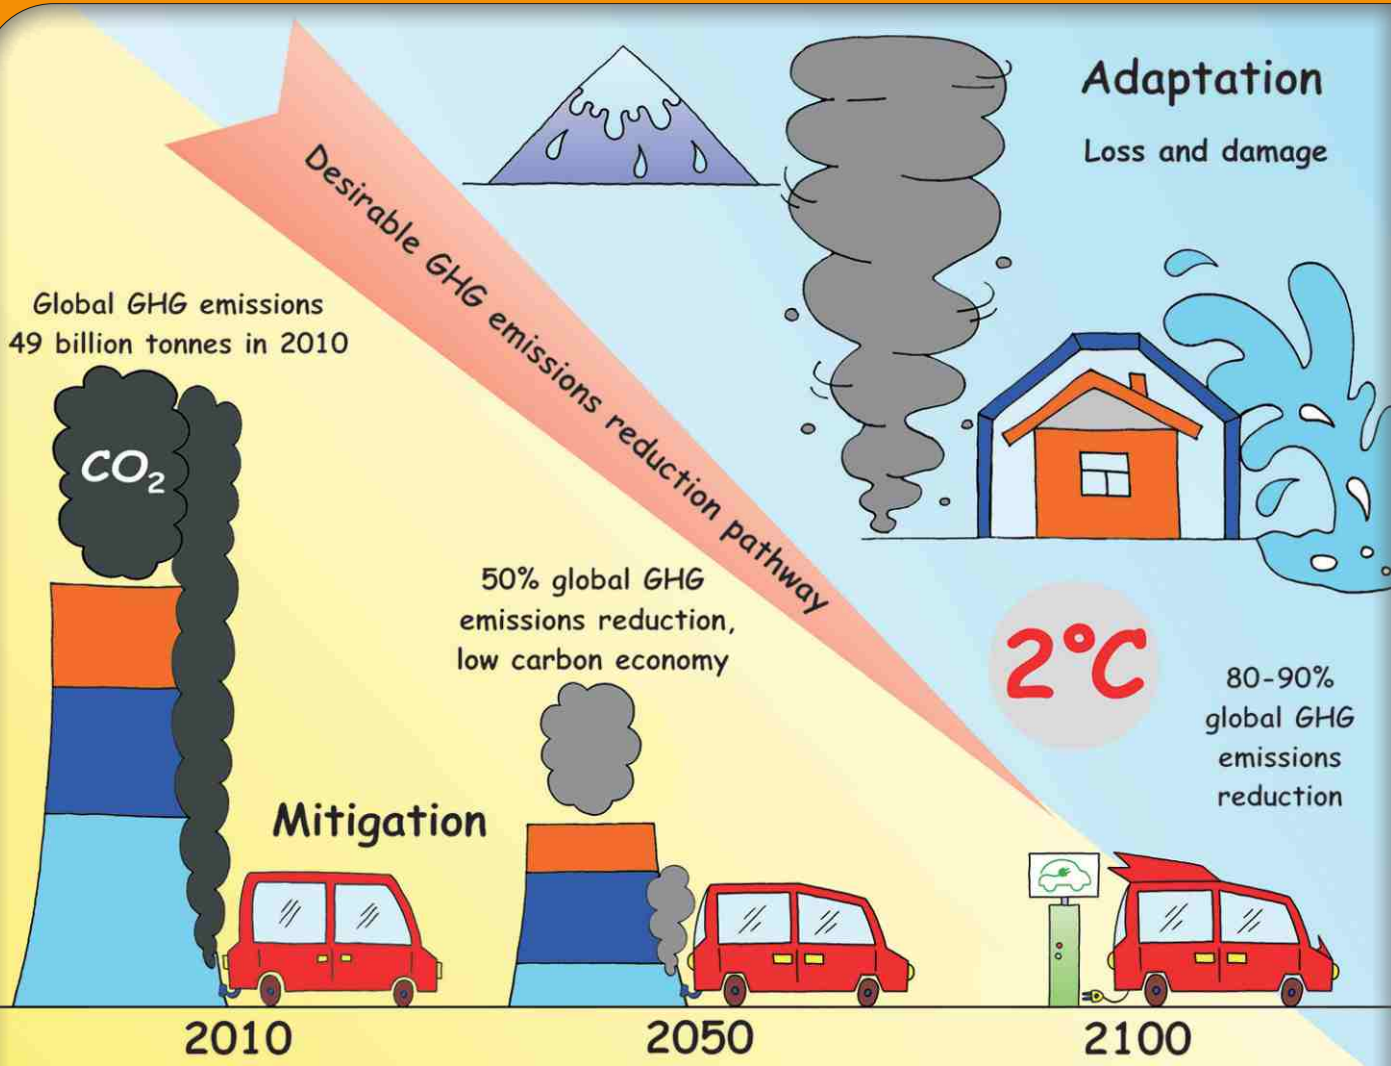 Adaptation
Loss and damage
Desirable GHG emissions reduction pathway
Global GHG emissions
49 billion tonnes in 2010
CO₂
50% global GHG
emissions reduction,
low carbon economy
2°C
80-90%
global GHG
emissions
reduction
Mitigation
2010
2050
2100